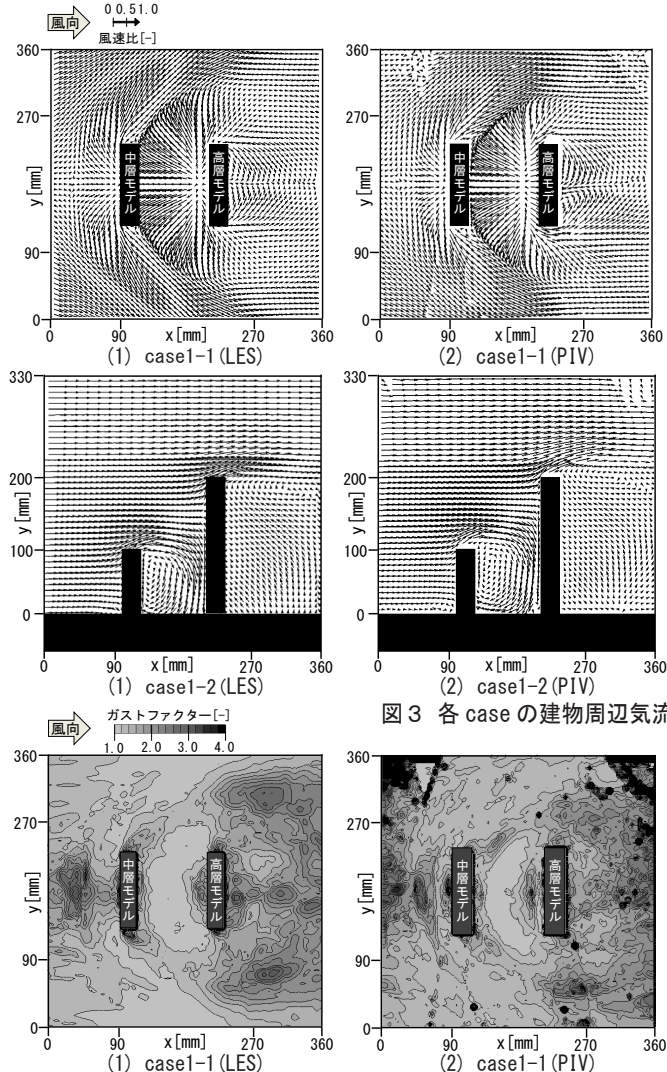 風向
0 0.51.0
風速比[-]
360
270
y[mm]
90
0
中層モデル
高層モデル
0 90 x[mm] 270 360
(1) case1-1(LES)
360
270
y[mm]
90
0
中層モデル
高層モデル
0 90 x[mm] 270 360
(2) case1-1(PIV)
330
200
y[mm]
100
0
0 90 x[mm] 270 360
(1) case1-2(LES)
330
200
y[mm]
100
0
0 90 x[mm] 270 360
(2) case1-2(PIV)
図3 各 case の建物周辺気流
風向
ガストファクター[-]
1.0 2.0 3.0 4.0
360
270
y[mm]
90
0
中層モデル
高層モデル
0 90 x[mm] 270 360
(1) case1-1(LES)
360
270
y[mm]
90
0
中層モデル
高層モデル
0 90 x[mm] 270 360
(2) case1-1(PIV)